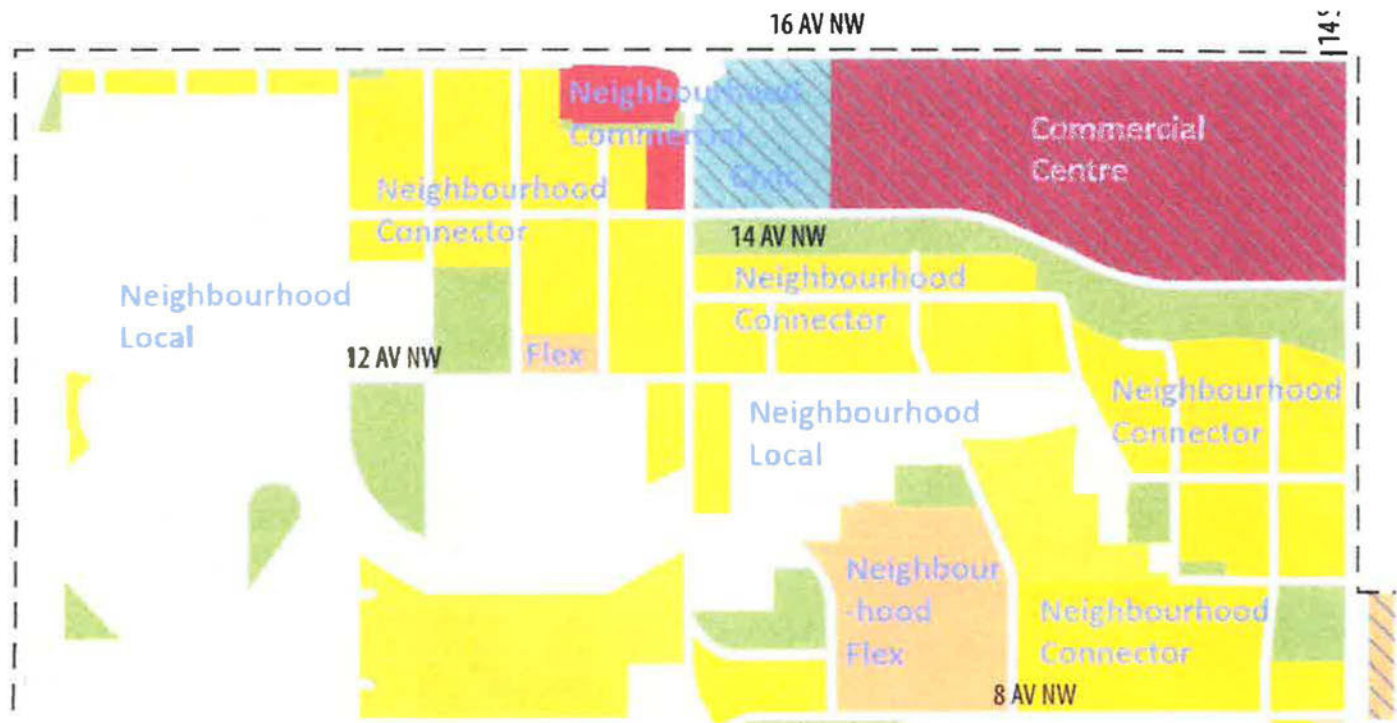 16 AV NW
14 S
Neighbourhood
Commercial
Civic
Commercial
Centre
Neighbourhood
Connector
14 AV NW
Neighbourhood
Connector
Neighbourhood
Local
12 AV NW
Flex
Neighbourhood
Connector
Neighbourhood
Local
Neighbour
-hood
Flex
Neighbourhood
Connector
8 AV NW